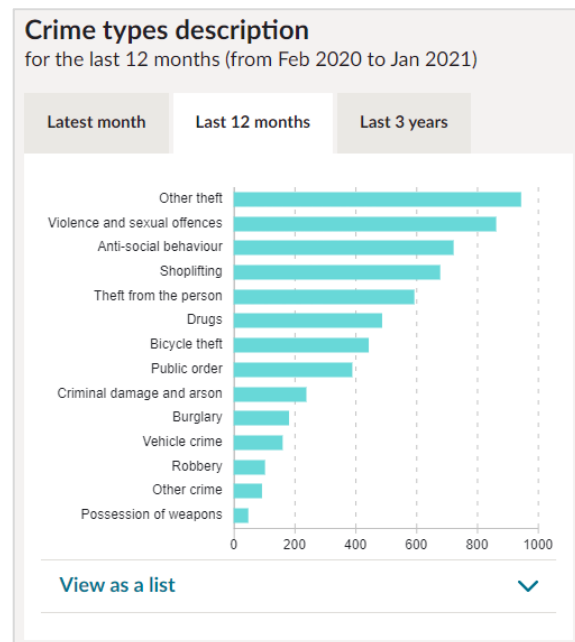 Crime types description
for the last 12 months (from Feb 2020 to Jan 2021)
Latest month Last 12 months Last 3 years
Other theft
Violence and sexual offences
Anti-social behaviour
Shoplifting
Theft from the person
Drugs
Bicycle theft
Public order
Criminal damage and arson
Burglary
Vehicle crime
Robbery
Other crime
Possession of weapons
0 200 400 600 800 1000
View as a list